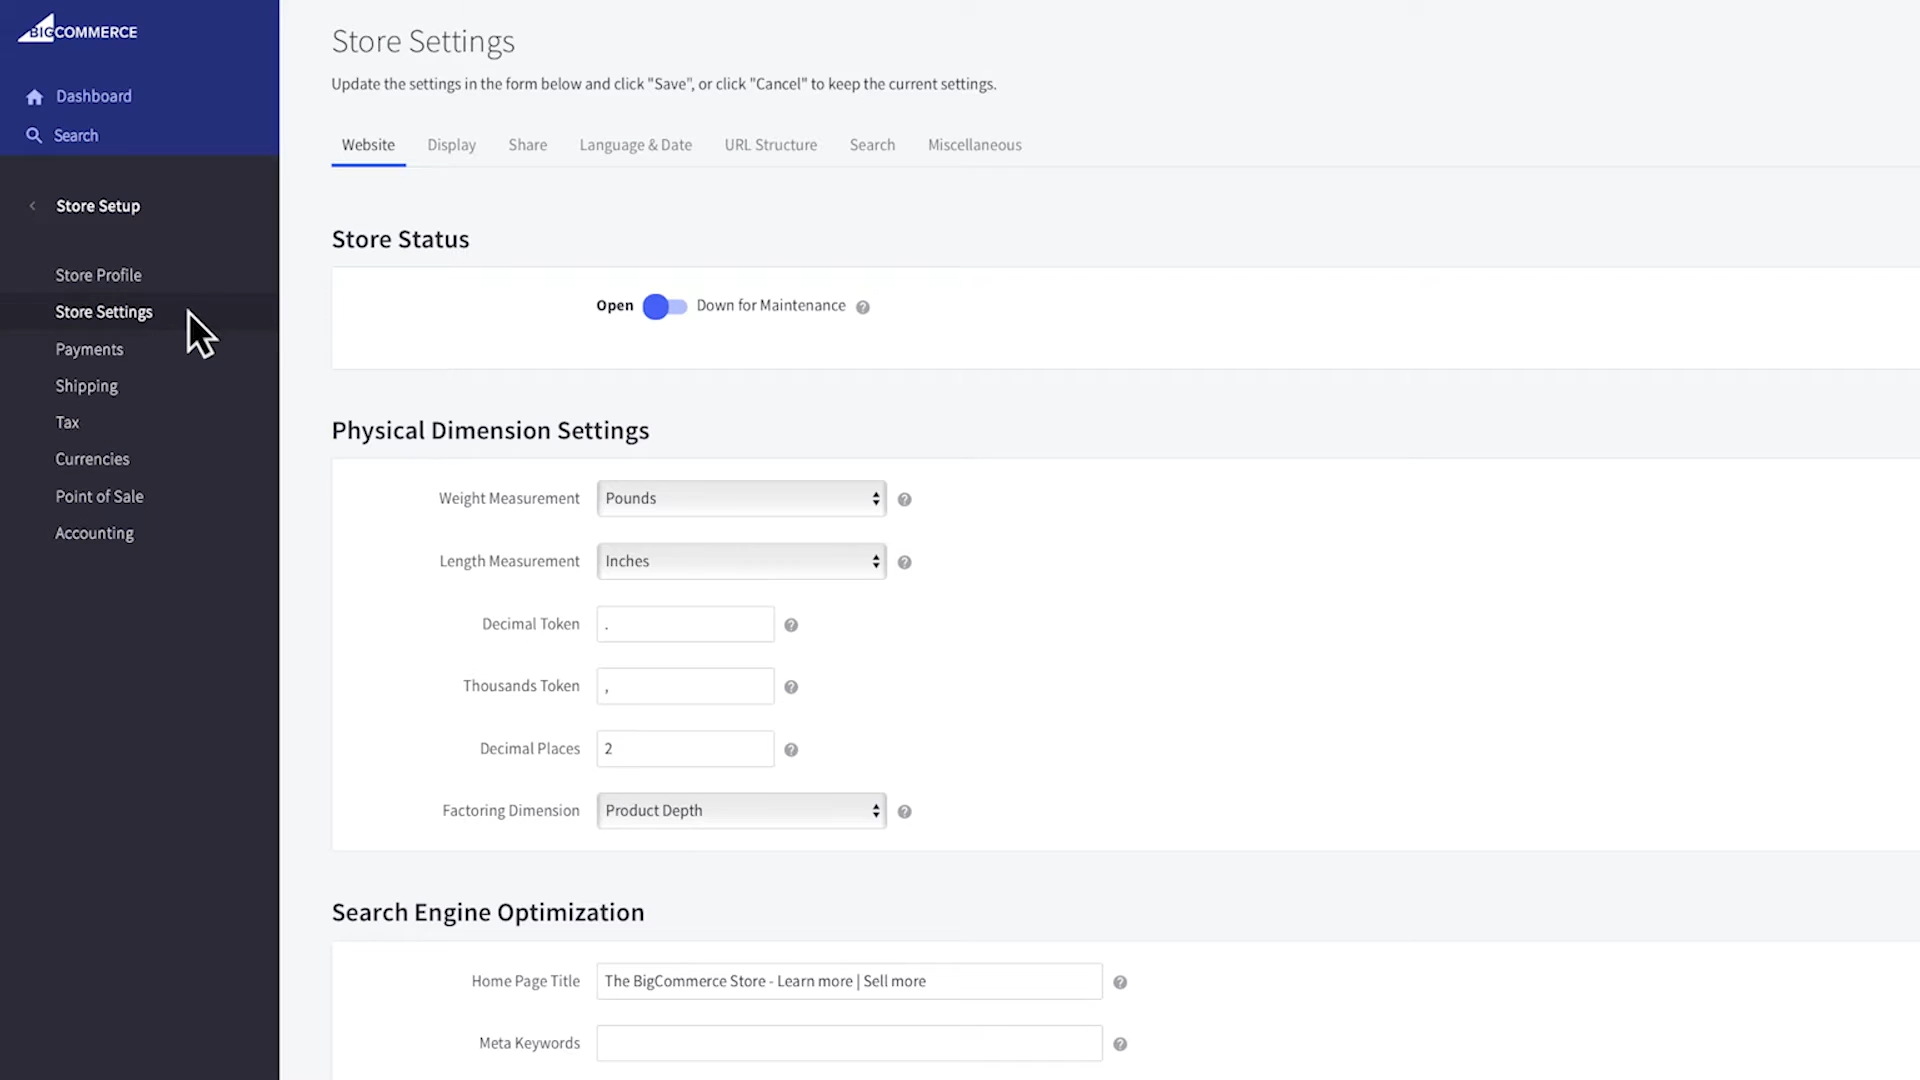 BIGCOMMERCE
Dashboard
Search
Store Setup
Store Profile
Store Settings
Payments
Shipping
Tax
Currencies
Point of Sale
Accounting
Store Settings
Update the settings in the form below and click "Save", or click "Cancel" to keep the current settings.
Website Display Share Language & Date URL Structure Search Miscellaneous
Store Status
Open Down for Maintenance ?
Physical Dimension Settings
Weight Measurement Pounds ?
Length Measurement Inches ?
Decimal Token . ?
Thousands Token , ?
Decimal Places 2 ?
Factoring Dimension Product Depth ?
Search Engine Optimization
Home Page Title The BigCommerce Store - Learn more | Sell more ?
Meta Keywords ?